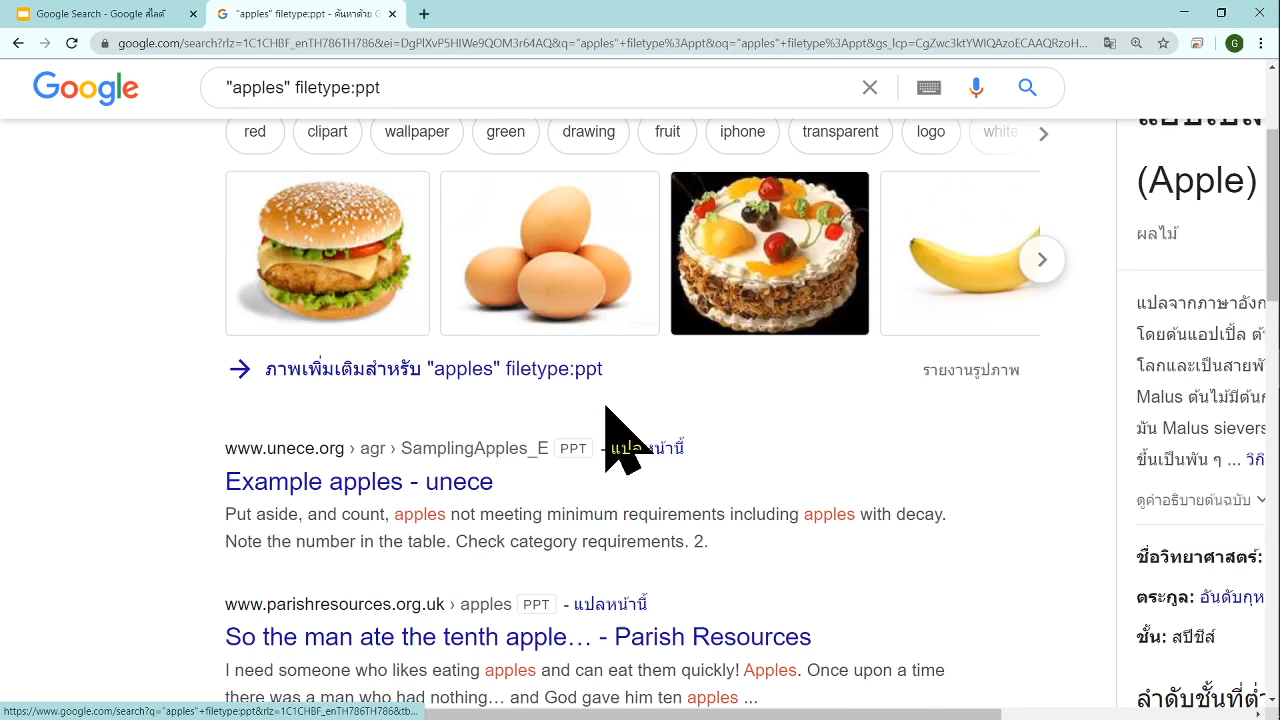 Google Search - Google สไลด์
"apples" filetype:ppt - ค้นหาด้วย G
google.com/search?rlz=1C1CHBF_enTH786TH786&ei=DgPlXvP5HIWe9QOM3r64AQ&q="apples"+filetype%3Appt&oq="apples"+filetype%3Appt&gs_lcp=CgZwc3ktYWIQAzoECAAQRzoH...
G
Google
"apples" filetype:ppt
red
clipart
wallpaper
green
drawing
fruit
iphone
transparent
logo
white
(Apple)
ผลไม้
ภาพเพิ่มเติมสำหรับ "apples" filetype:ppt
รายงานรูปภาพ
แปลจากภาษาอังก
โดยต้นแอปเปิ้ล ต้
โลกและเป็นสายพั
Malus ต้นไม้มีต้นก
มัน Malus sievers
ขึ้นเป็นพัน ๆ ... วิกิ
ดูคำอธิบายต้นฉบับ
www.unece.org › agr › SamplingApples_E PPT - แปลหน้านี้
Example apples - unece
Put aside, and count, apples not meeting minimum requirements including apples with decay.
Note the number in the table. Check category requirements. 2.
ชื่อวิทยาศาสตร์:
ตระกูล: อันดับกุห
ชั้น: สปีชีส์
www.parishresources.org.uk › apples PPT - แปลหน้านี้
So the man ate the tenth apple… - Parish Resources
I need someone who likes eating apples and can eat them quickly! Apples. Once upon a time
there was a man who had nothing… and God gave him ten apples ...
ลำดับชั้นที่ต่ำ
https://www.google.com/search?q="apples"+filetype:ppt&rlz=1C1CHBF_enTH786TH786&tb...